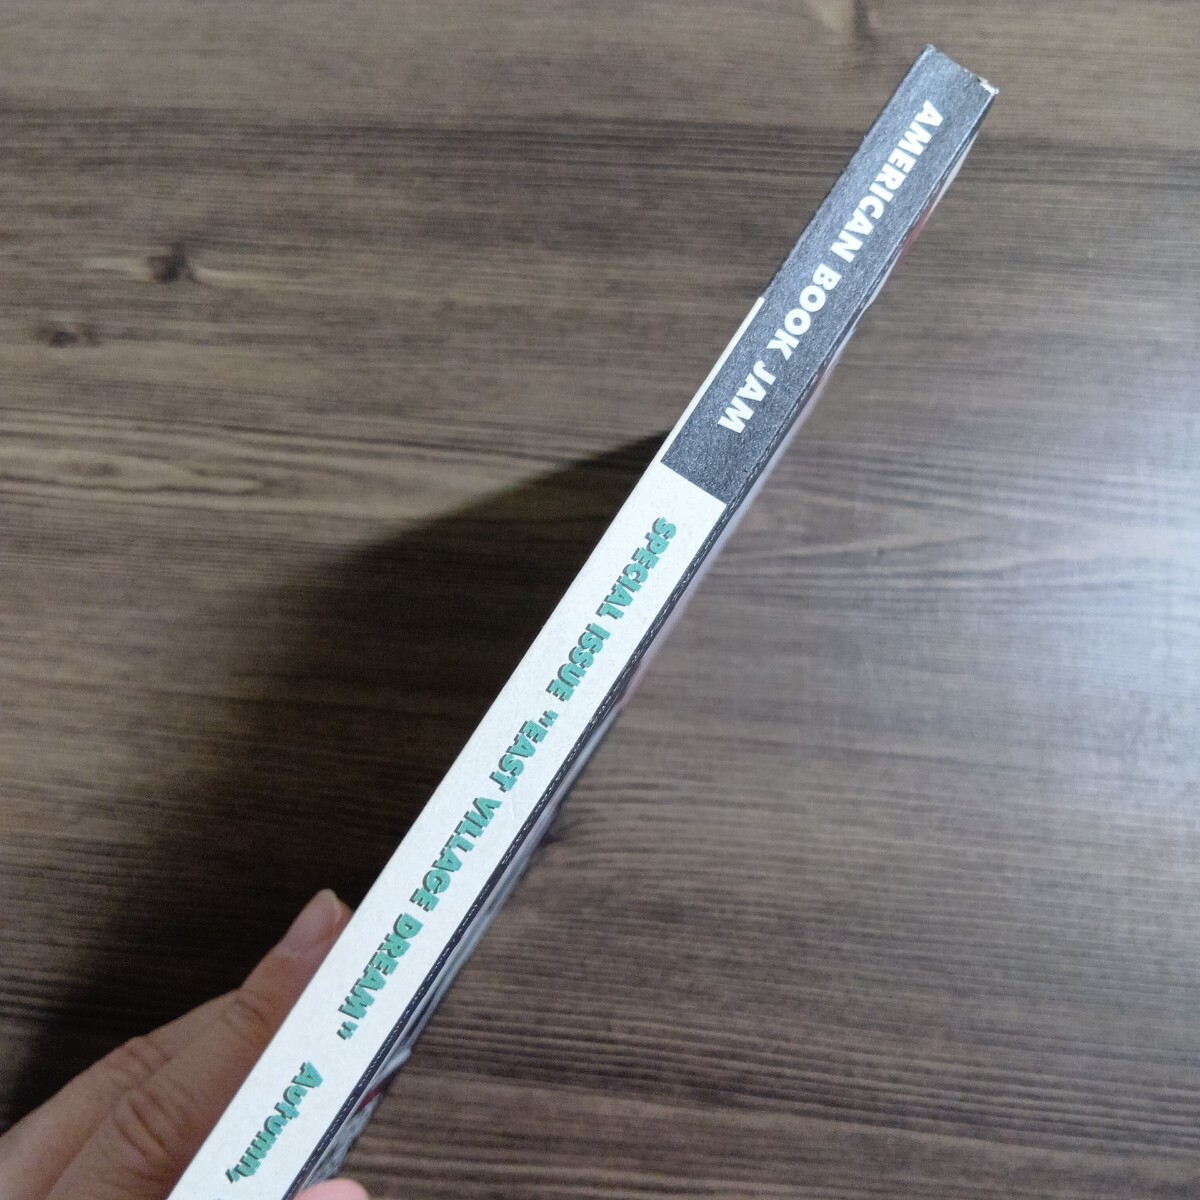 AMERICAN BOOK JAM
SPECIAL ISSUE "EAST VILLAGE DREAM"
Autumn,